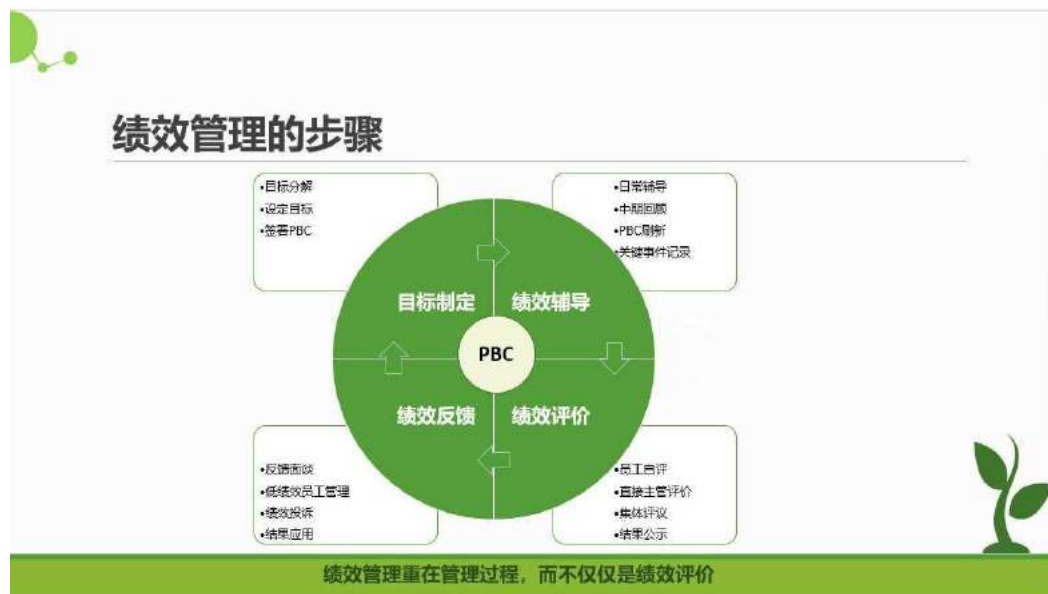 绩效管理的步骤
•目标分解
•设定目标
•签署PBC
•日常辅导
•中期回顾
•PBC刷新
•关键事件记录
目标制定
绩效辅导
PBC
绩效反馈
绩效评价
•反馈面谈
•低绩效员工管理
•绩效投诉
•结果应用
•员工自评
•直接主管评价
•集体评议
•结果公示
绩效管理重在管理过程，而不仅仅是绩效评价